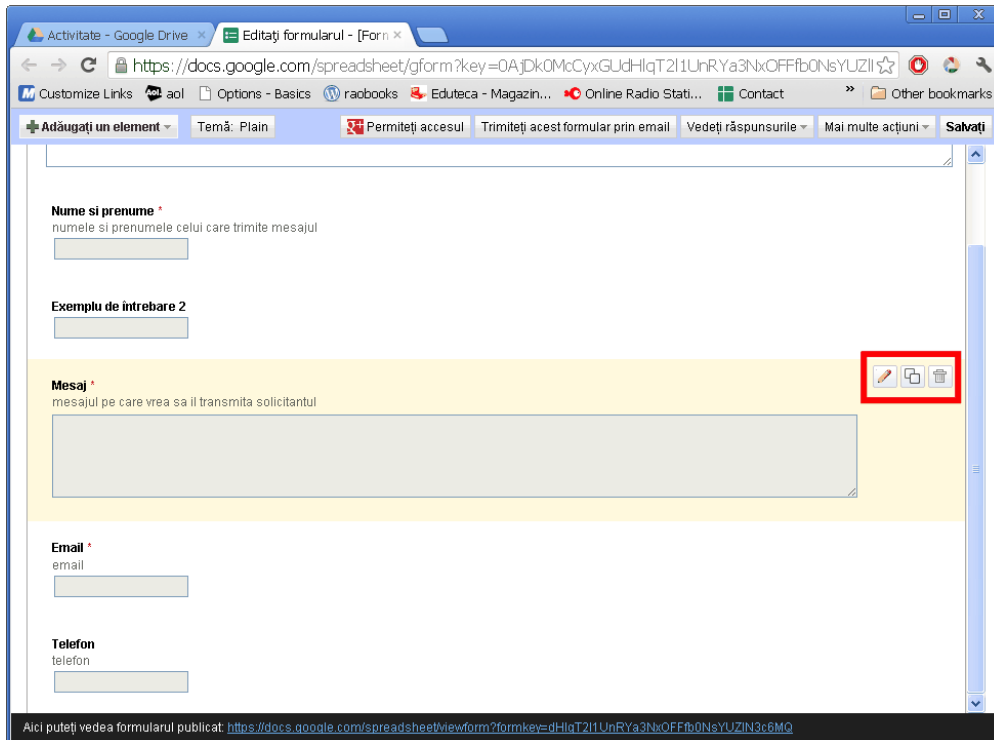 Activitate - Google Drive
Editați formularul - [Forn
https://docs.google.com/spreadsheet/gform?key=0AjDk0McCyxGUdHlqT2l1UnRYa3NxOFFfb0NsYUZlI
Customize Links aol Options - Basics raobooks Eduteca - Magazin... Online Radio Stati... Contact » Other bookmarks
Adăugați un element Temă: Plain Permiteți accesul Trimiteți acest formular prin email Vedeți răspunsurile Mai multe acțiuni Salvați
Nume si prenume *
numele si prenumele celui care trimite mesajul
Exemplu de întrebare 2
Mesaj *
mesajul pe care vrea sa il transmita solicitantul
Email *
email
Telefon
telefon
Aici puteți vedea formularul publicat: https://docs.google.com/spreadsheet/viewform?formkey=dHlqT2l1UnRYa3NxOFFfb0NsYUZlN3c6MQ